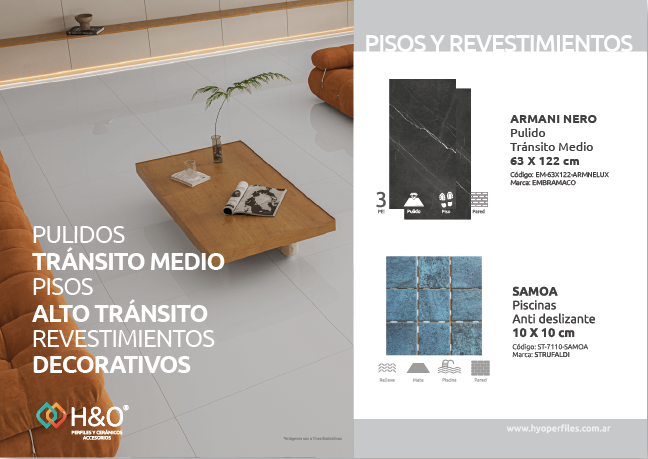 PULIDOS
TRÁNSITO MEDIO
PISOS
ALTO TRÁNSITO
REVESTIMIENTOS
DECORATIVOS
H&O®
PERFILES Y CERÁMICOS
ACCESORIOS
PISOS Y REVESTIMIENTOS
ARMANI NERO
Pulido
Tránsito Medio
63 X 122 cm
Código: EM-63X122-ARMNELUX
Marca: EMBRAMACO
3
PEI
Pulido
Piso
Pared
SAMOA
Piscinas
Anti deslizante
10 X 10 cm
Código: ST-7110-SAMOA
Marca: STRUFALDI
Relieve
Mate
Piscina
Pared
www.hyoperfiles.com.ar